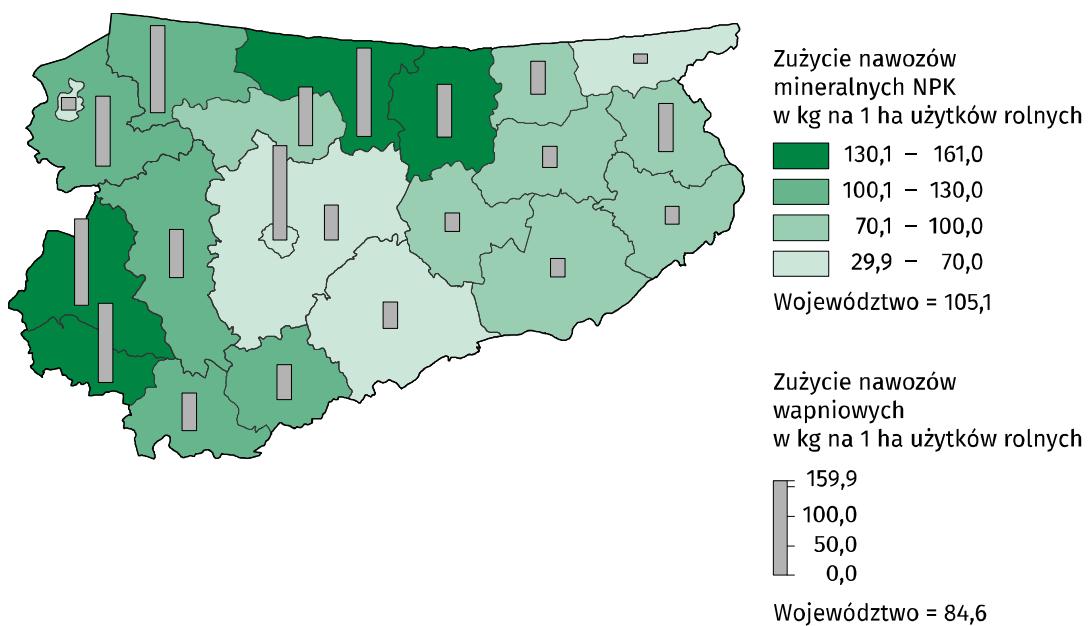 Zużycie nawozów
mineralnych NPK
w kg na 1 ha użytków rolnych
130,1 – 161,0
100,1 – 130,0
70,1 – 100,0
29,9 – 70,0
Województwo = 105,1
Zużycie nawozów
wapniowych
w kg na 1 ha użytków rolnych
159,9
100,0
50,0
0,0
Województwo = 84,6